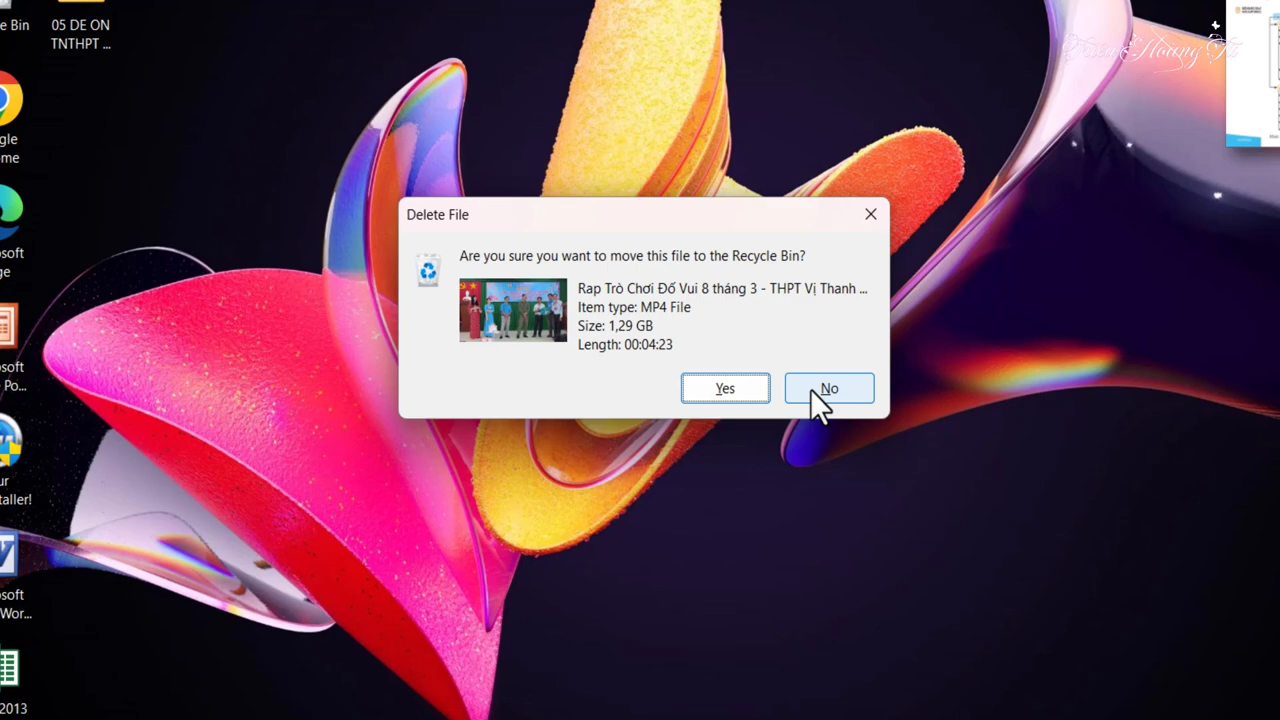 e Bin
05 DE ON
TNTHPT ...
gle
me
osoft
ge
osoft
Po...
ur
taller!
osoft
Wor...
2013
Delete File
Are you sure you want to move this file to the Recycle Bin?
Rap Trò Chơi Đố Vui 8 tháng 3 - THPT Vị Thanh ...
Item type: MP4 File
Size: 1,29 GB
Length: 00:04:23
Yes
No